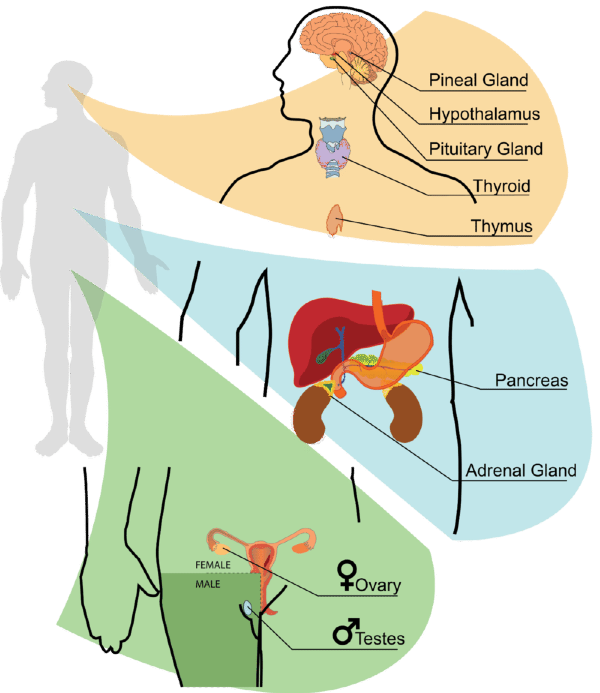 Pineal Gland
Hypothalamus
Pituitary Gland
Thyroid
Thymus
Pancreas
Adrenal Gland
FEMALE
MALE
♀Ovary
♂Testes